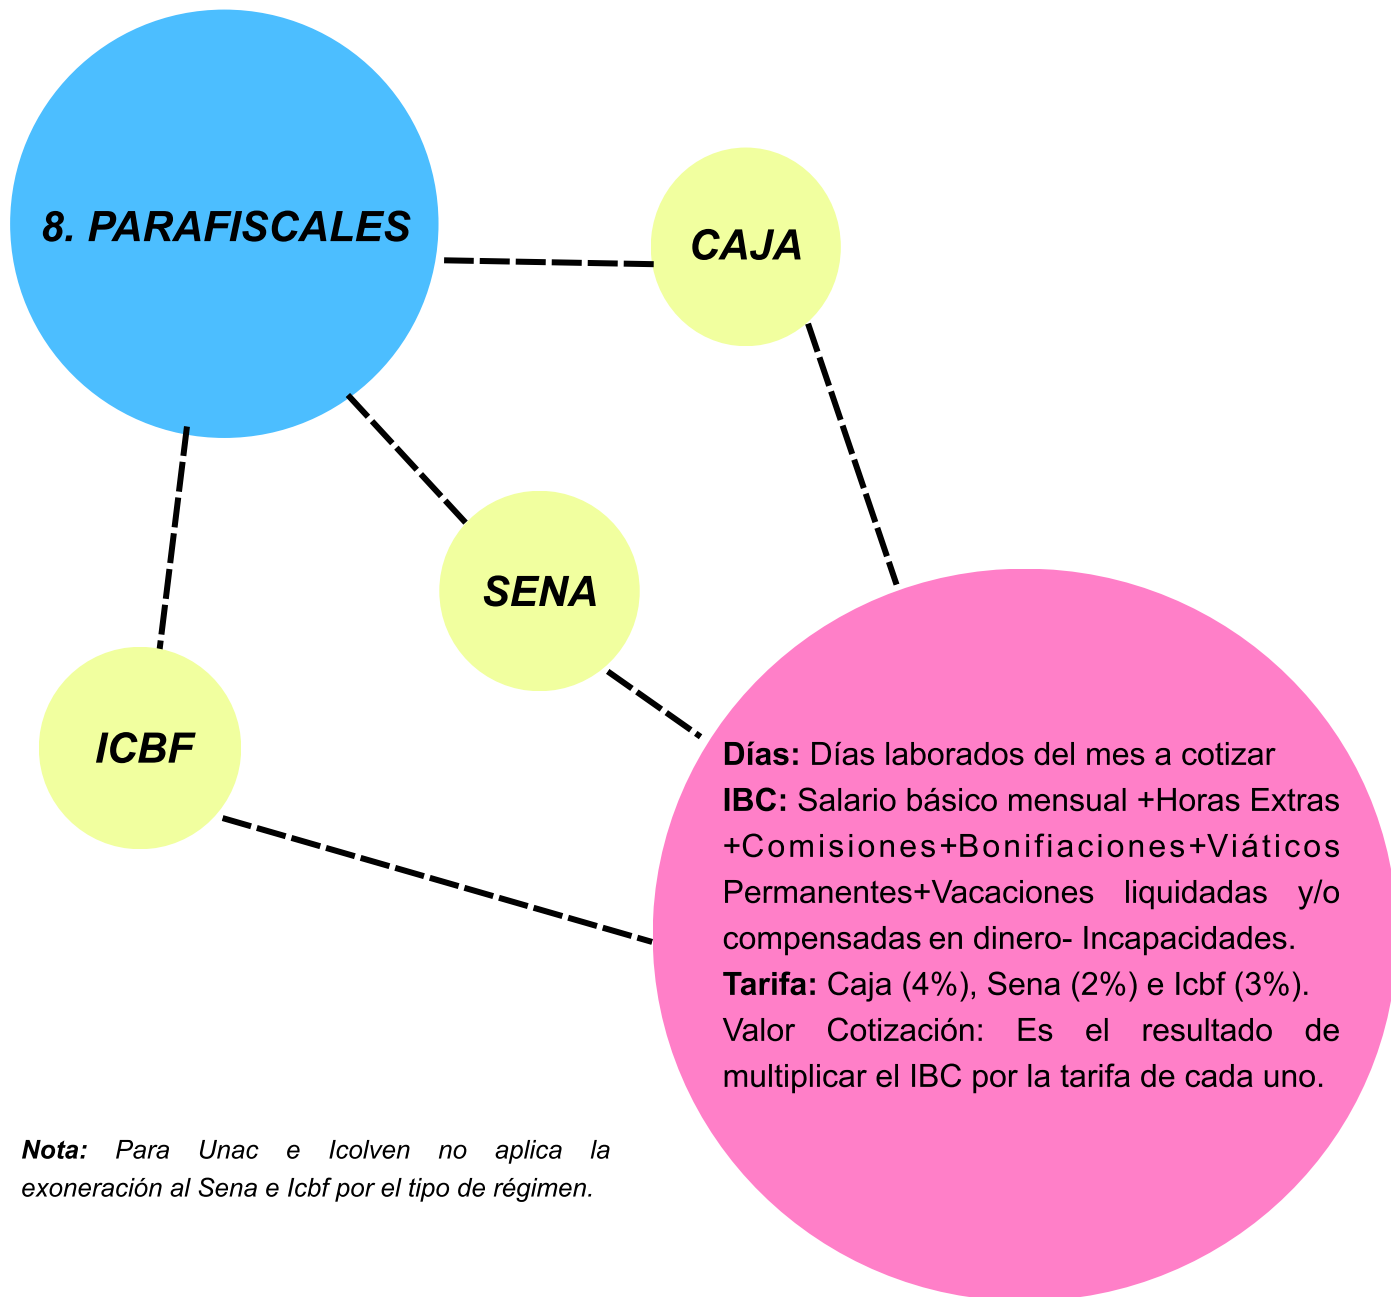 8. PARAFISCALES
CAJA
SENA
ICBF
Días: Días laborados del mes a cotizar
IBC: Salario básico mensual +Horas Extras
+Comisiones+Bonifiaciones+Viáticos
Permanentes+Vacaciones liquidadas y/o
compensadas en dinero- Incapacidades.
Tarifa: Caja (4%), Sena (2%) e Icbf (3%).
Valor Cotización: Es el resultado de
multiplicar el IBC por la tarifa de cada uno.
Nota: Para Unac e Icolven no aplica la
exoneración al Sena e Icbf por el tipo de régimen.